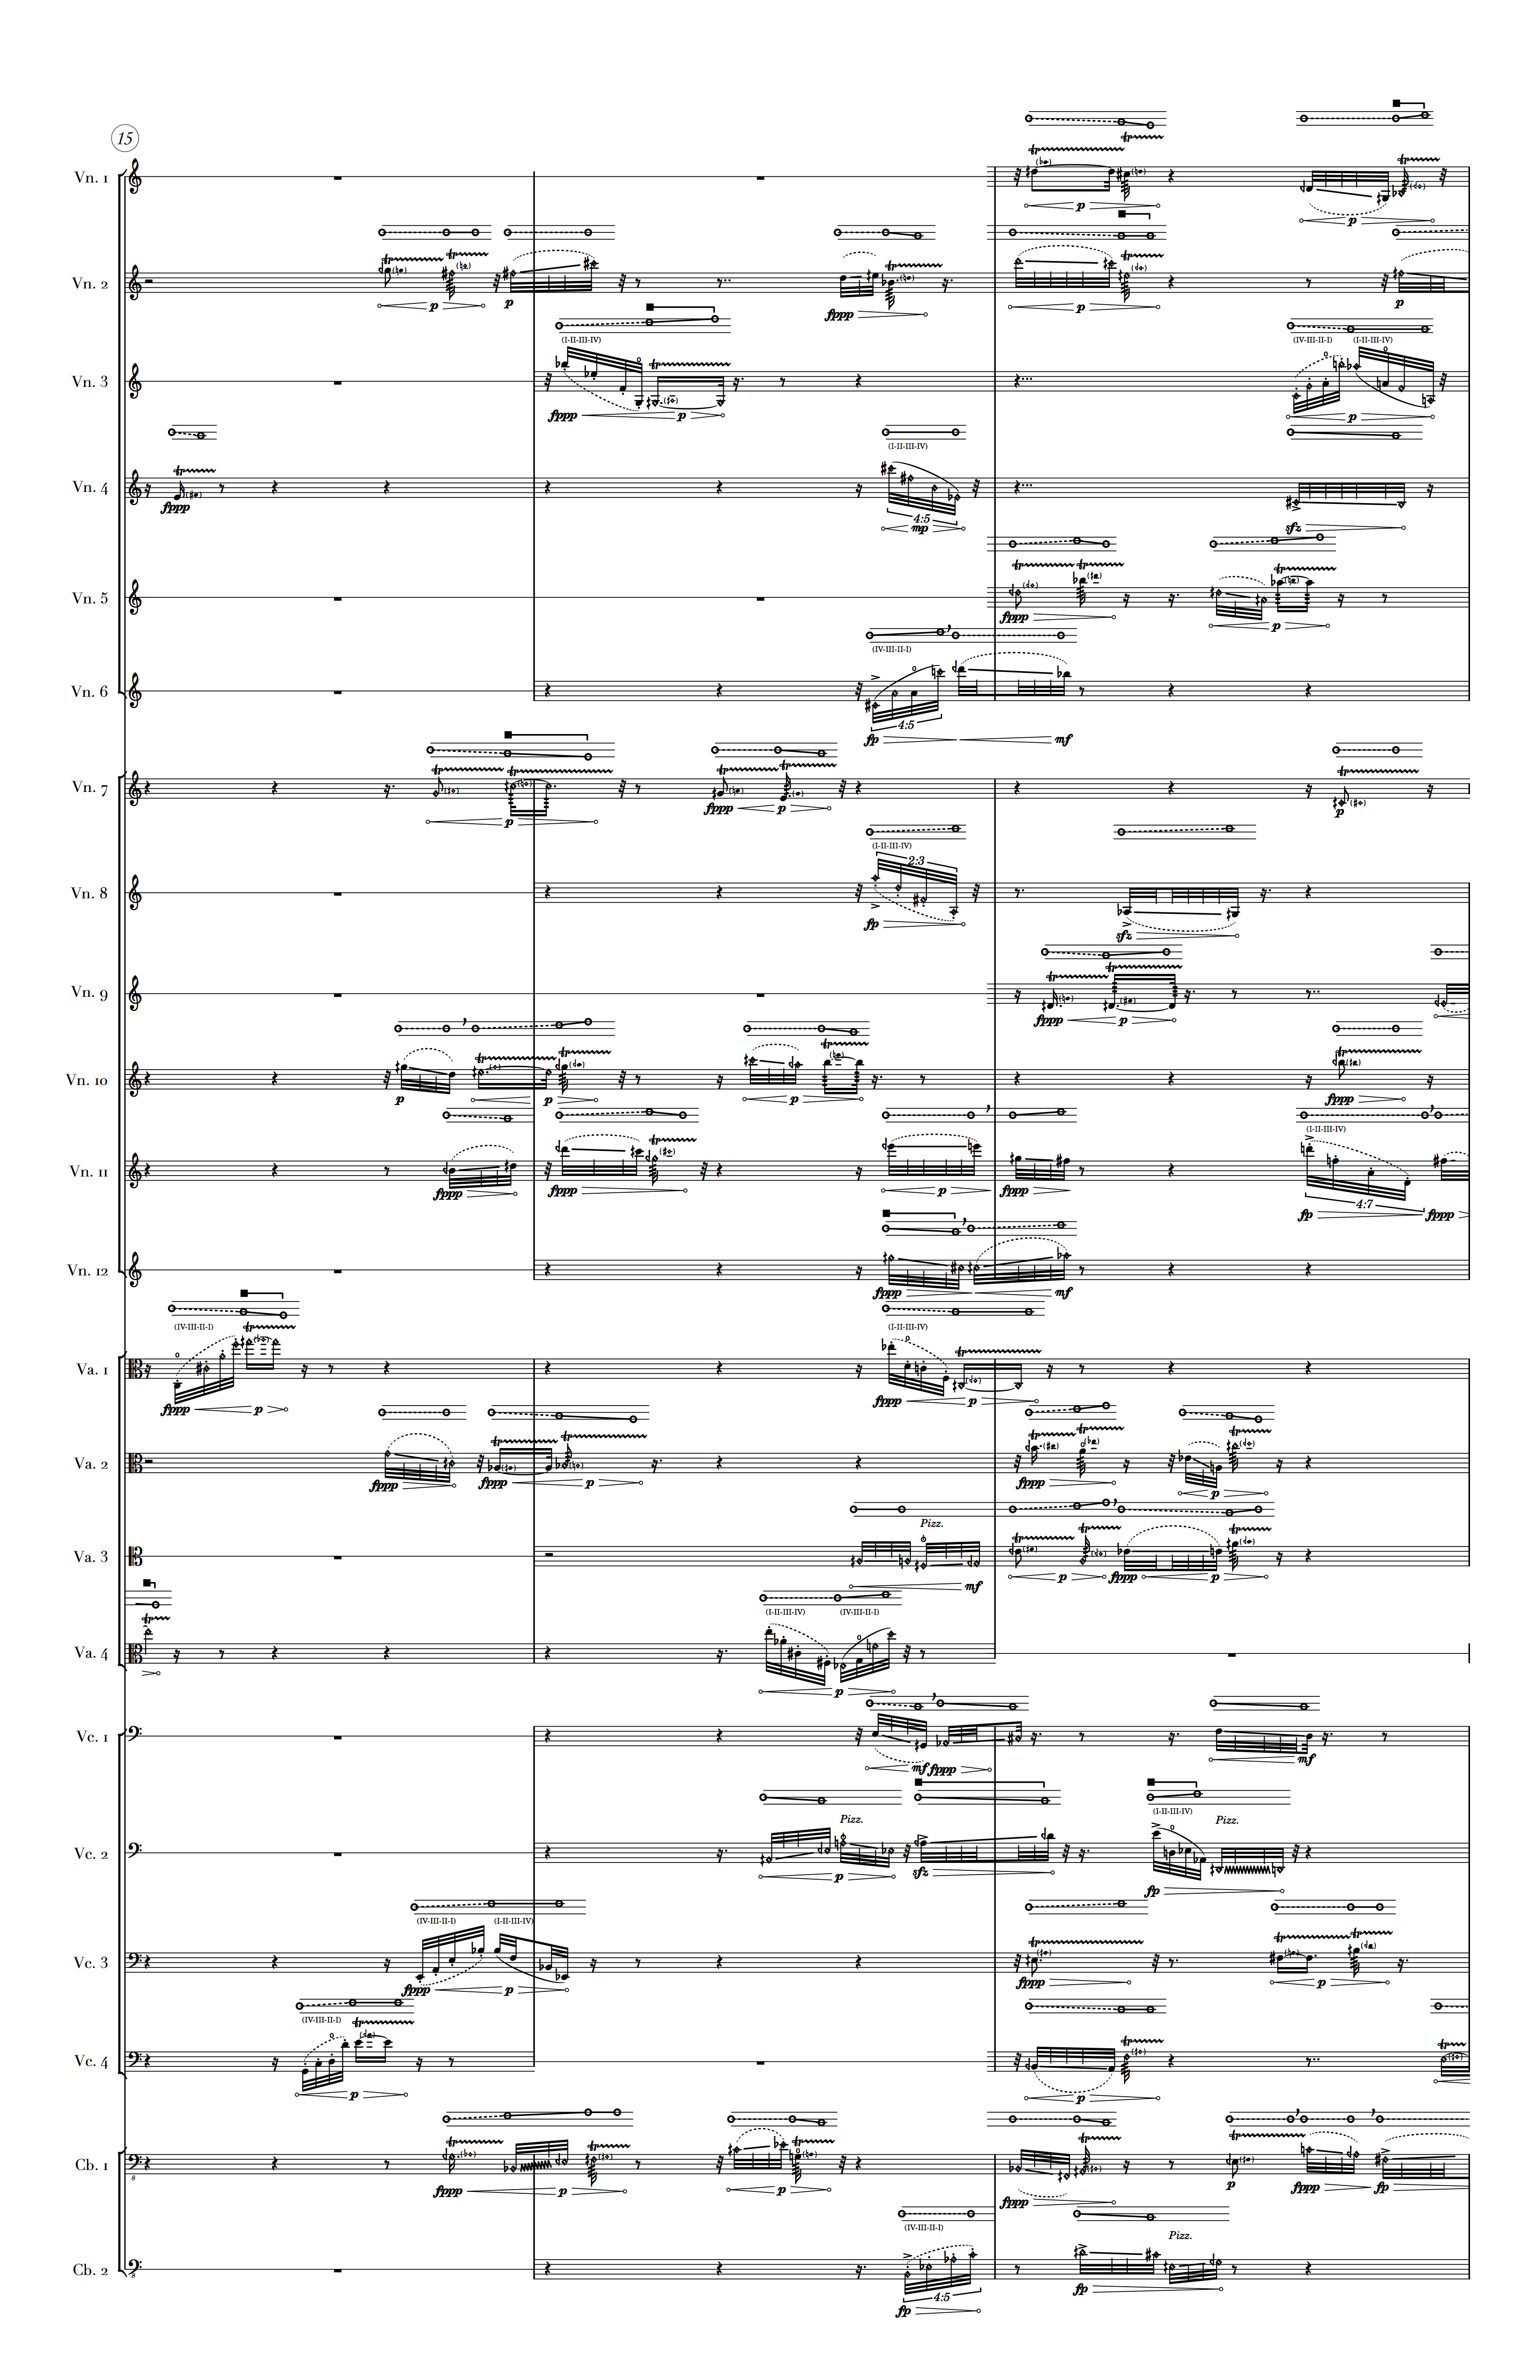 15
Vn. 1
p
p
Vn. 2
p
p
fppp
p
p
(I-II-III-IV)
(IV-III-II-I) (I-II-III-IV)
Vn. 3
fppp
p
p
(I-II-III-IV)
Vn. 4
fppp
4:5
mp
sfz
Vn. 5
fppp
p
(IV-III-II-I)
Vn. 6
4:5
fp
mf
Vn. 7
p
fppp
p
p
(I-II-III-IV)
2:3
Vn. 8
fp
sfz
Vn. 9
fppp
p
Vn. 10
p
p
p
fppp
(I-II-III-IV)
Vn. 11
fppp
fppp
p
fppp
4:7
fp
fppp
Vn. 12
fppp
mf
(IV-III-II-I)
(I-II-III-IV)
Va. 1
fppp
p
fppp
p
Va. 2
fppp
fppp
p
fppp
p
Pizz.
Va. 3
mf
p
fppp
p
(I-II-III-IV) (IV-III-II-I)
Va. 4
p
Vc. 1
mf fppp
mf
Pizz.
(I-II-III-IV)
Pizz.
Vc. 2
p
sfz
fp
(IV-III-II-I) (I-II-III-IV)
Vc. 3
fppp
p
fppp
p
(IV-III-II-I)
Vc. 4
p
p
Cb. 1
fppp
p
p
fppp
p
fppp
fp
(IV-III-II-I)
Pizz.
Cb. 2
4:5
fp
fp